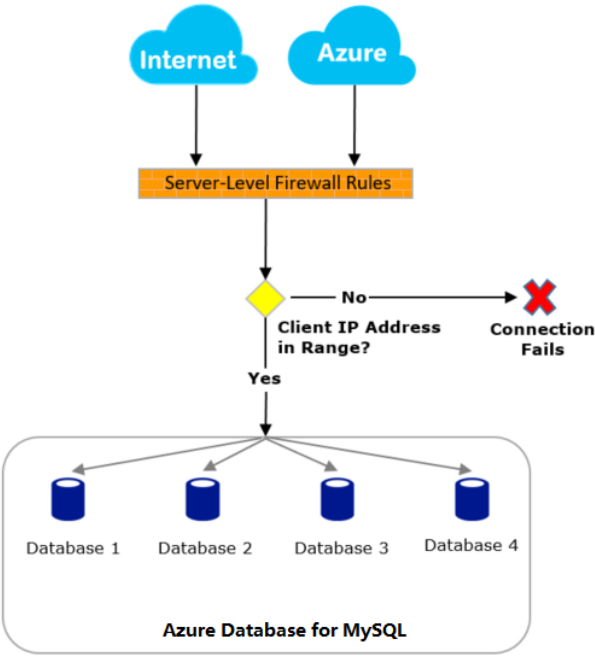 Internet
Azure
Server-Level Firewall Rules
No
Client IP Address
in Range?
Connection
Fails
Yes
Database 1
Database 2
Database 3
Database 4
Azure Database for MySQL